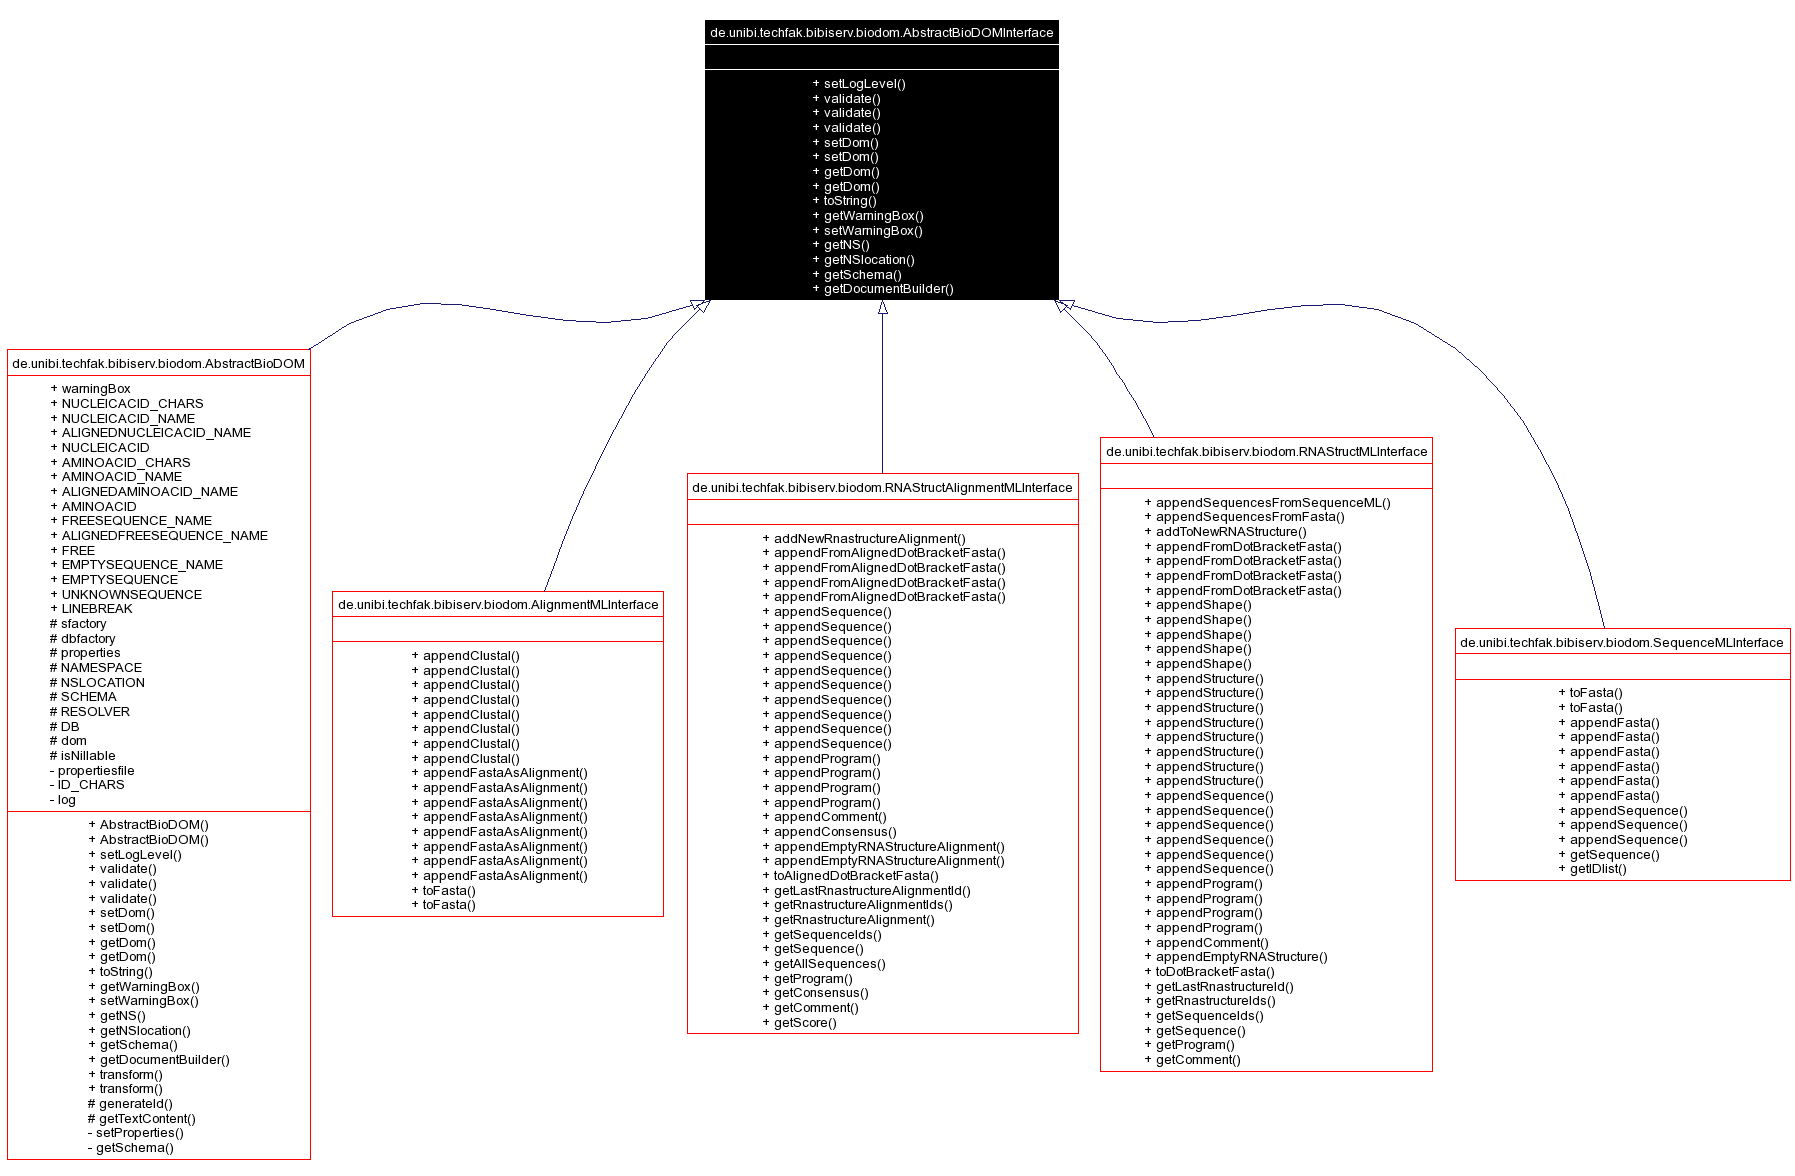 de.unibi.techfak.bibiserv.biodom.AbstractBioDOMInterface
+ setLogLevel()
+ validate()
+ validate()
+ validate()
+ setDom()
+ setDom()
+ getDom()
+ getDom()
+ toString()
+ getWarningBox()
+ setWarningBox()
+ getNS()
+ getNSlocation()
+ getSchema()
+ getDocumentBuilder()
de.unibi.techfak.bibiserv.biodom.AbstractBioDOM
+ warningBox
+ NUCLEICACID_CHARS
+ NUCLEICACID_NAME
+ ALIGNEDNUCLEICACID_NAME
+ NUCLEICACID
+ AMINOACID_CHARS
+ AMINOACID_NAME
+ ALIGNEDAMINOACID_NAME
+ AMINOACID
+ FREESEQUENCE_NAME
+ ALIGNEDFREESEQUENCE_NAME
+ FREE
+ EMPTYSEQUENCE_NAME
+ EMPTYSEQUENCE
+ UNKNOWNSEQUENCE
+ LINEBREAK
# sfactory
# dbfactory
# properties
# NAMESPACE
# NSLOCATION
# SCHEMA
# RESOLVER
# DB
# dom
# isNillable
- propertiesfile
- ID_CHARS
- log
+ AbstractBioDOM()
+ AbstractBioDOM()
+ setLogLevel()
+ validate()
+ validate()
+ validate()
+ setDom()
+ setDom()
+ getDom()
+ getDom()
+ toString()
+ getWarningBox()
+ setWarningBox()
+ getNS()
+ getNSlocation()
+ getSchema()
+ getDocumentBuilder()
+ transform()
+ transform()
# generateId()
# getTextContent()
- setProperties()
- getSchema()
de.unibi.techfak.bibiserv.biodom.AlignmentMLInterface
+ appendClustal()
+ appendClustal()
+ appendClustal()
+ appendClustal()
+ appendClustal()
+ appendClustal()
+ appendClustal()
+ appendClustal()
+ appendFastaAsAlignment()
+ appendFastaAsAlignment()
+ appendFastaAsAlignment()
+ appendFastaAsAlignment()
+ appendFastaAsAlignment()
+ appendFastaAsAlignment()
+ appendFastaAsAlignment()
+ appendFastaAsAlignment()
+ toFasta()
+ toFasta()
de.unibi.techfak.bibiserv.biodom.RNAStructAlignmentMLInterface
+ addNewRnastructureAlignment()
+ appendFromAlignedDotBracketFasta()
+ appendFromAlignedDotBracketFasta()
+ appendFromAlignedDotBracketFasta()
+ appendFromAlignedDotBracketFasta()
+ appendSequence()
+ appendSequence()
+ appendSequence()
+ appendSequence()
+ appendSequence()
+ appendSequence()
+ appendSequence()
+ appendSequence()
+ appendSequence()
+ appendSequence()
+ appendProgram()
+ appendProgram()
+ appendProgram()
+ appendProgram()
+ appendComment()
+ appendConsensus()
+ appendEmptyRNAStructureAlignment()
+ appendEmptyRNAStructureAlignment()
+ toAlignedDotBracketFasta()
+ getLastRnastructureAlignmentId()
+ getRnastructureAlignmentIds()
+ getRnastructureAlignment()
+ getSequenceIds()
+ getSequence()
+ getAllSequences()
+ getProgram()
+ getConsensus()
+ getComment()
+ getScore()
de.unibi.techfak.bibiserv.biodom.RNAStructMLInterface
+ appendSequencesFromSequenceML()
+ appendSequencesFromFasta()
+ addToNewRNAStructure()
+ appendFromDotBracketFasta()
+ appendFromDotBracketFasta()
+ appendFromDotBracketFasta()
+ appendFromDotBracketFasta()
+ appendShape()
+ appendShape()
+ appendShape()
+ appendShape()
+ appendShape()
+ appendStructure()
+ appendStructure()
+ appendStructure()
+ appendStructure()
+ appendStructure()
+ appendStructure()
+ appendStructure()
+ appendStructure()
+ appendSequence()
+ appendSequence()
+ appendSequence()
+ appendSequence()
+ appendSequence()
+ appendSequence()
+ appendProgram()
+ appendProgram()
+ appendProgram()
+ appendProgram()
+ appendComment()
+ appendEmptyRNAStructure()
+ toDotBracketFasta()
+ getLastRnastructureId()
+ getRnastructureIds()
+ getSequenceIds()
+ getSequence()
+ getProgram()
+ getComment()
de.unibi.techfak.bibiserv.biodom.SequenceMLInterface
+ toFasta()
+ toFasta()
+ appendFasta()
+ appendFasta()
+ appendFasta()
+ appendFasta()
+ appendFasta()
+ appendFasta()
+ appendSequence()
+ appendSequence()
+ appendSequence()
+ getSequence()
+ getIDlist()